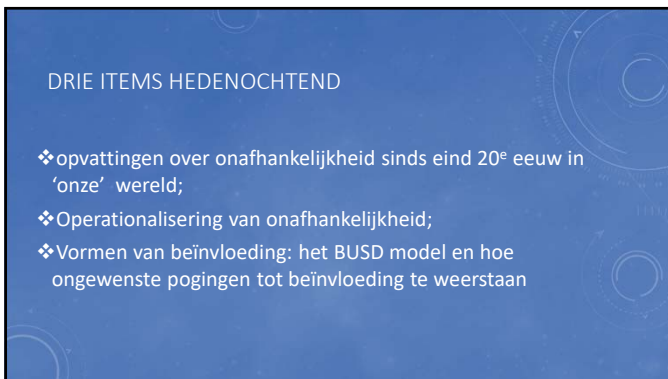 DRIE ITEMS HEDENOCHTEND
❖opvattingen over onafhankelijkheid sinds eind 20e eeuw in
‘onze’ wereld;
❖Operationalisering van onafhankelijkheid;
❖Vormen van beïnvloeding: het BUSD model en hoe
ongewenste pogingen tot beïnvloeding te weerstaan